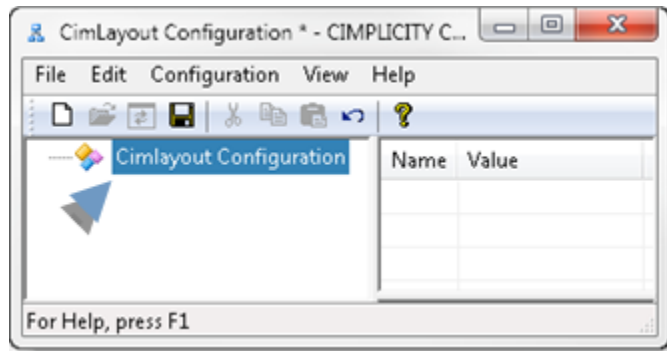 CimLayout Configuration * - CIMPLICITY C...
File Edit Configuration View Help
Cimlayout Configuration
Name Value
For Help, press F1